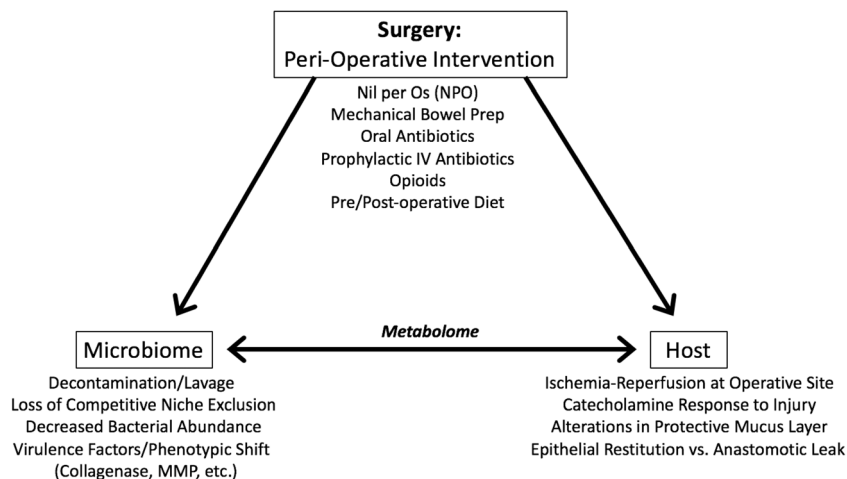 Surgery:
Peri-Operative Intervention
Nil per Os (NPO)
Mechanical Bowel Prep
Oral Antibiotics
Prophylactic IV Antibiotics
Opioids
Pre/Post-operative Diet
Metabolome
Microbiome
Decontamination/Lavage
Loss of Competitive Niche Exclusion
Decreased Bacterial Abundance
Virulence Factors/Phenotypic Shift
(Collagenase, MMP, etc.)
Host
Ischemia-Reperfusion at Operative Site
Catecholamine Response to Injury
Alterations in Protective Mucus Layer
Epithelial Restitution vs. Anastomotic Leak